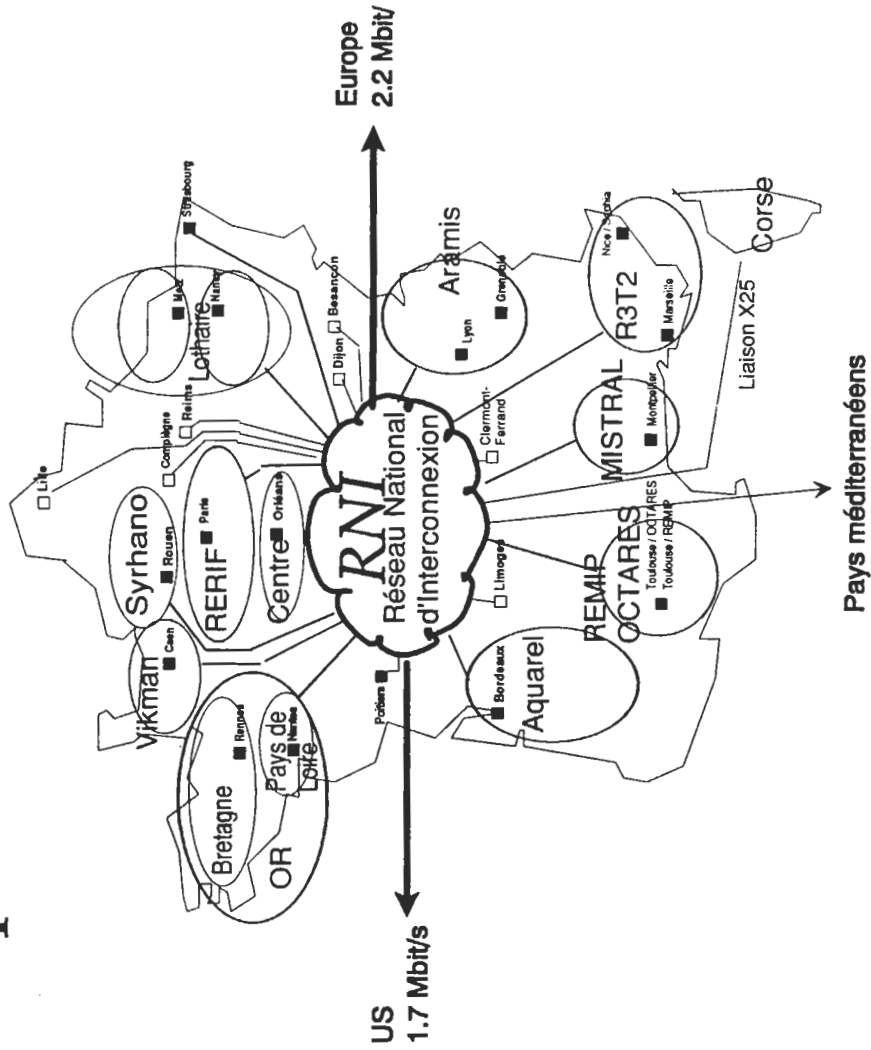 Lille
Compiègne
Reims
Syrhano
Rouen
Vikman
Caen
RERIF
Paris
Centre
Orléans
Lothaire
Metz
Nancy
Strasbourg
Bretagne
Rennes
Pays de
Loire
Nantes
OR
Poitiers
Dijon
Besançon
RNI
Réseau National
d'Interconnexion
US
1.7 Mbit/s
Europe
2.2 Mbit/
Limoges
Clermont-
Ferrand
Aramis
Lyon
Grenoble
Aquarel
Bordeaux
REMIP
OCTARES
Toulouse / OCTARES
Toulouse / REMIP
MISTRAL
Montpellier
R3T2
Nice / Sophia
Marseille
Corse
Liaison X25
Pays méditerranéens